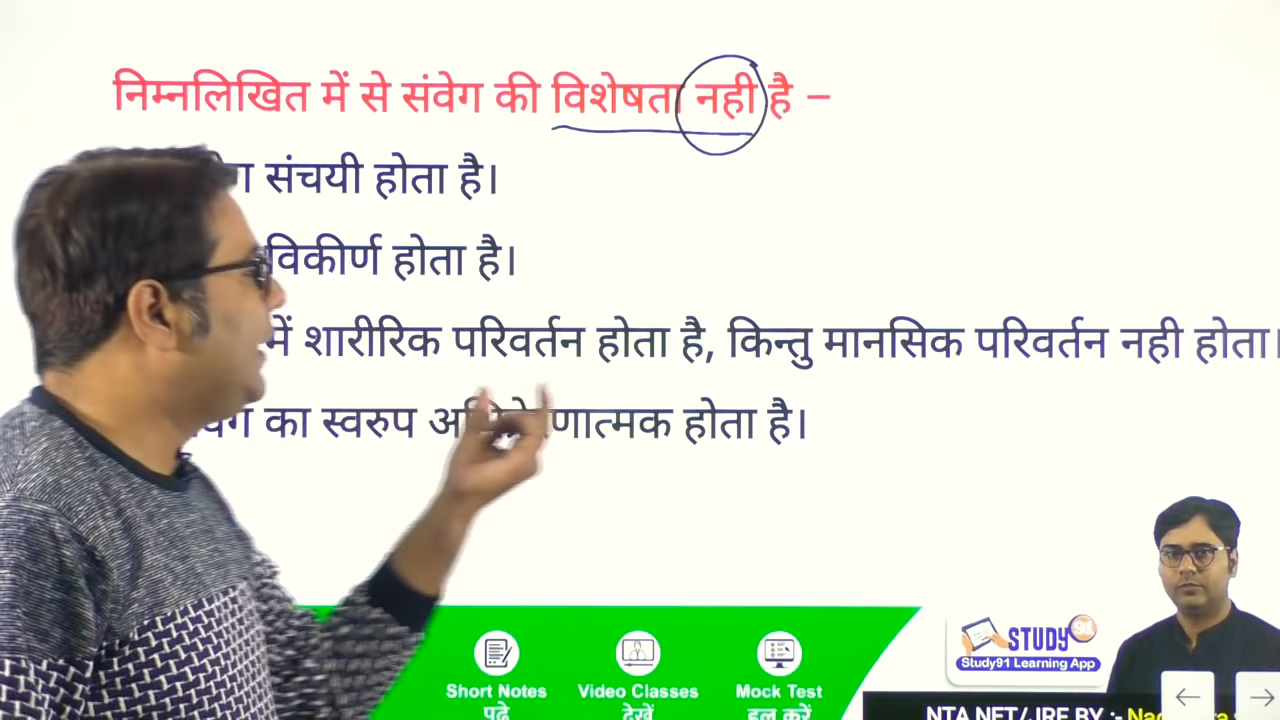 निम्नलिखित में से संवेग की विशेषता नही है –
संचयी होता है।
विकीर्ण होता है।
में शारीरिक परिवर्तन होता है, किन्तु मानसिक परिवर्तन नही होता।
का स्वरुप होता है।
Short Notes
पढ़े
Video Classes
देखें
Mock Test
हल करें
STUDY 91
Study91 Learning App
NTA NET/JRF BY :-